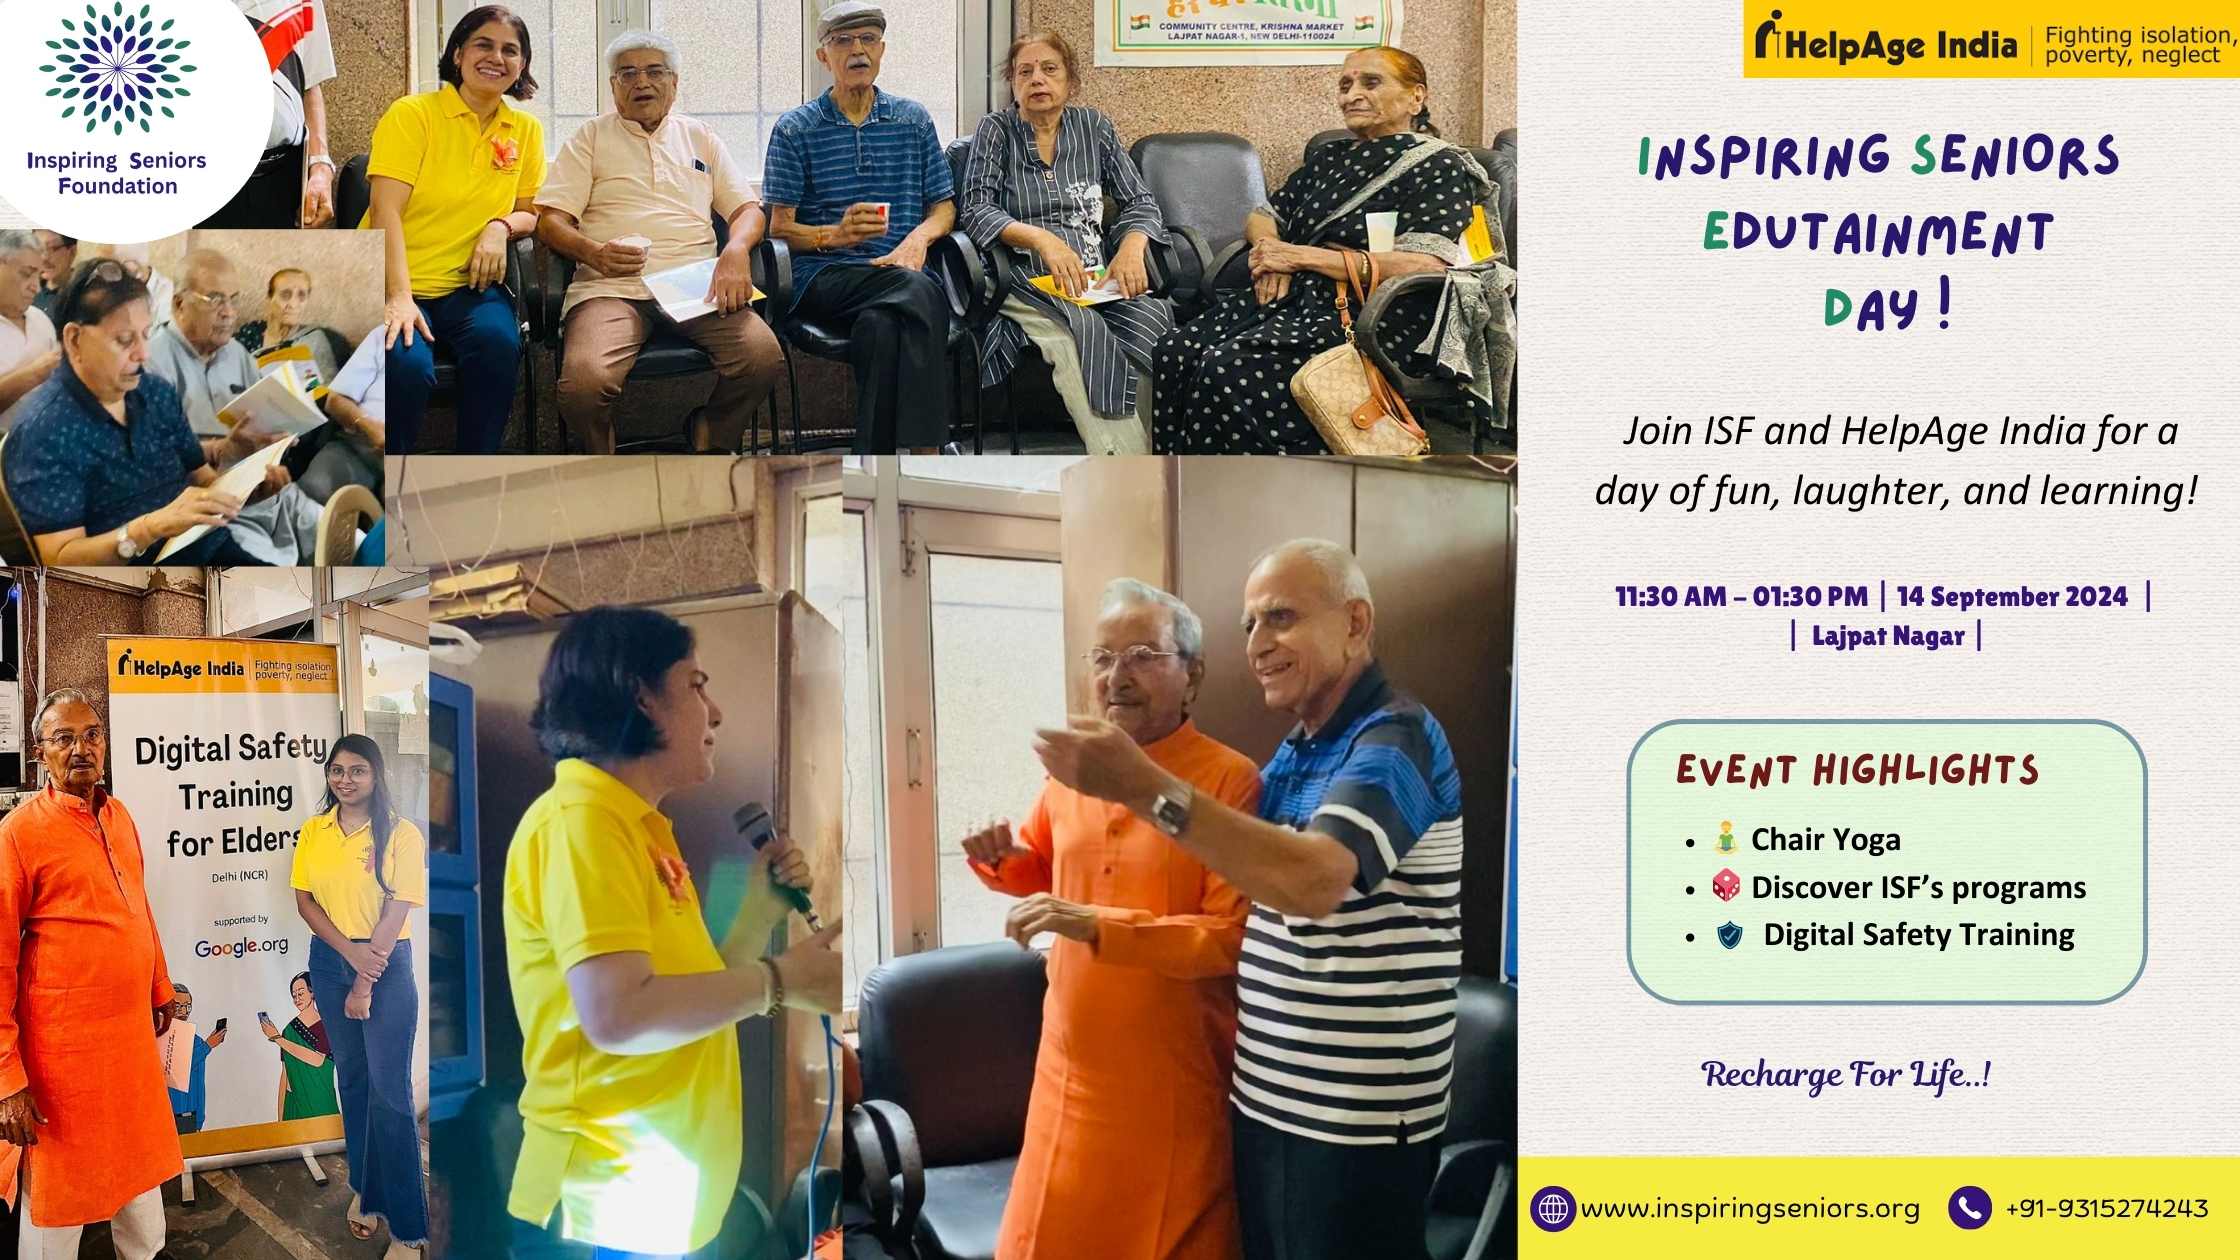 Inspiring Seniors
Foundation
COMMUNITY CENTRE, KRISHNA MARKET
LAJPAT NAGAR-1, NEW DELHI-110024
HelpAge India
Fighting isolation,
poverty, neglect
INSPIRING SENIORS
EDUTAINMENT
DAY !
Join ISF and HelpAge India for a
day of fun, laughter, and learning!
11:30 AM – 01:30 PM | 14 September 2024 |
| Lajpat Nagar |
EVENT HIGHLIGHTS
• Chair Yoga
• Discover ISF’s programs
• Digital Safety Training
Recharge For Life..!
www.inspiringseniors.org
+91-9315274243
HelpAge India
Fighting isolation,
poverty, neglect
Digital Safety
Training
for Elders
Delhi (NCR)
supported by
Google.org